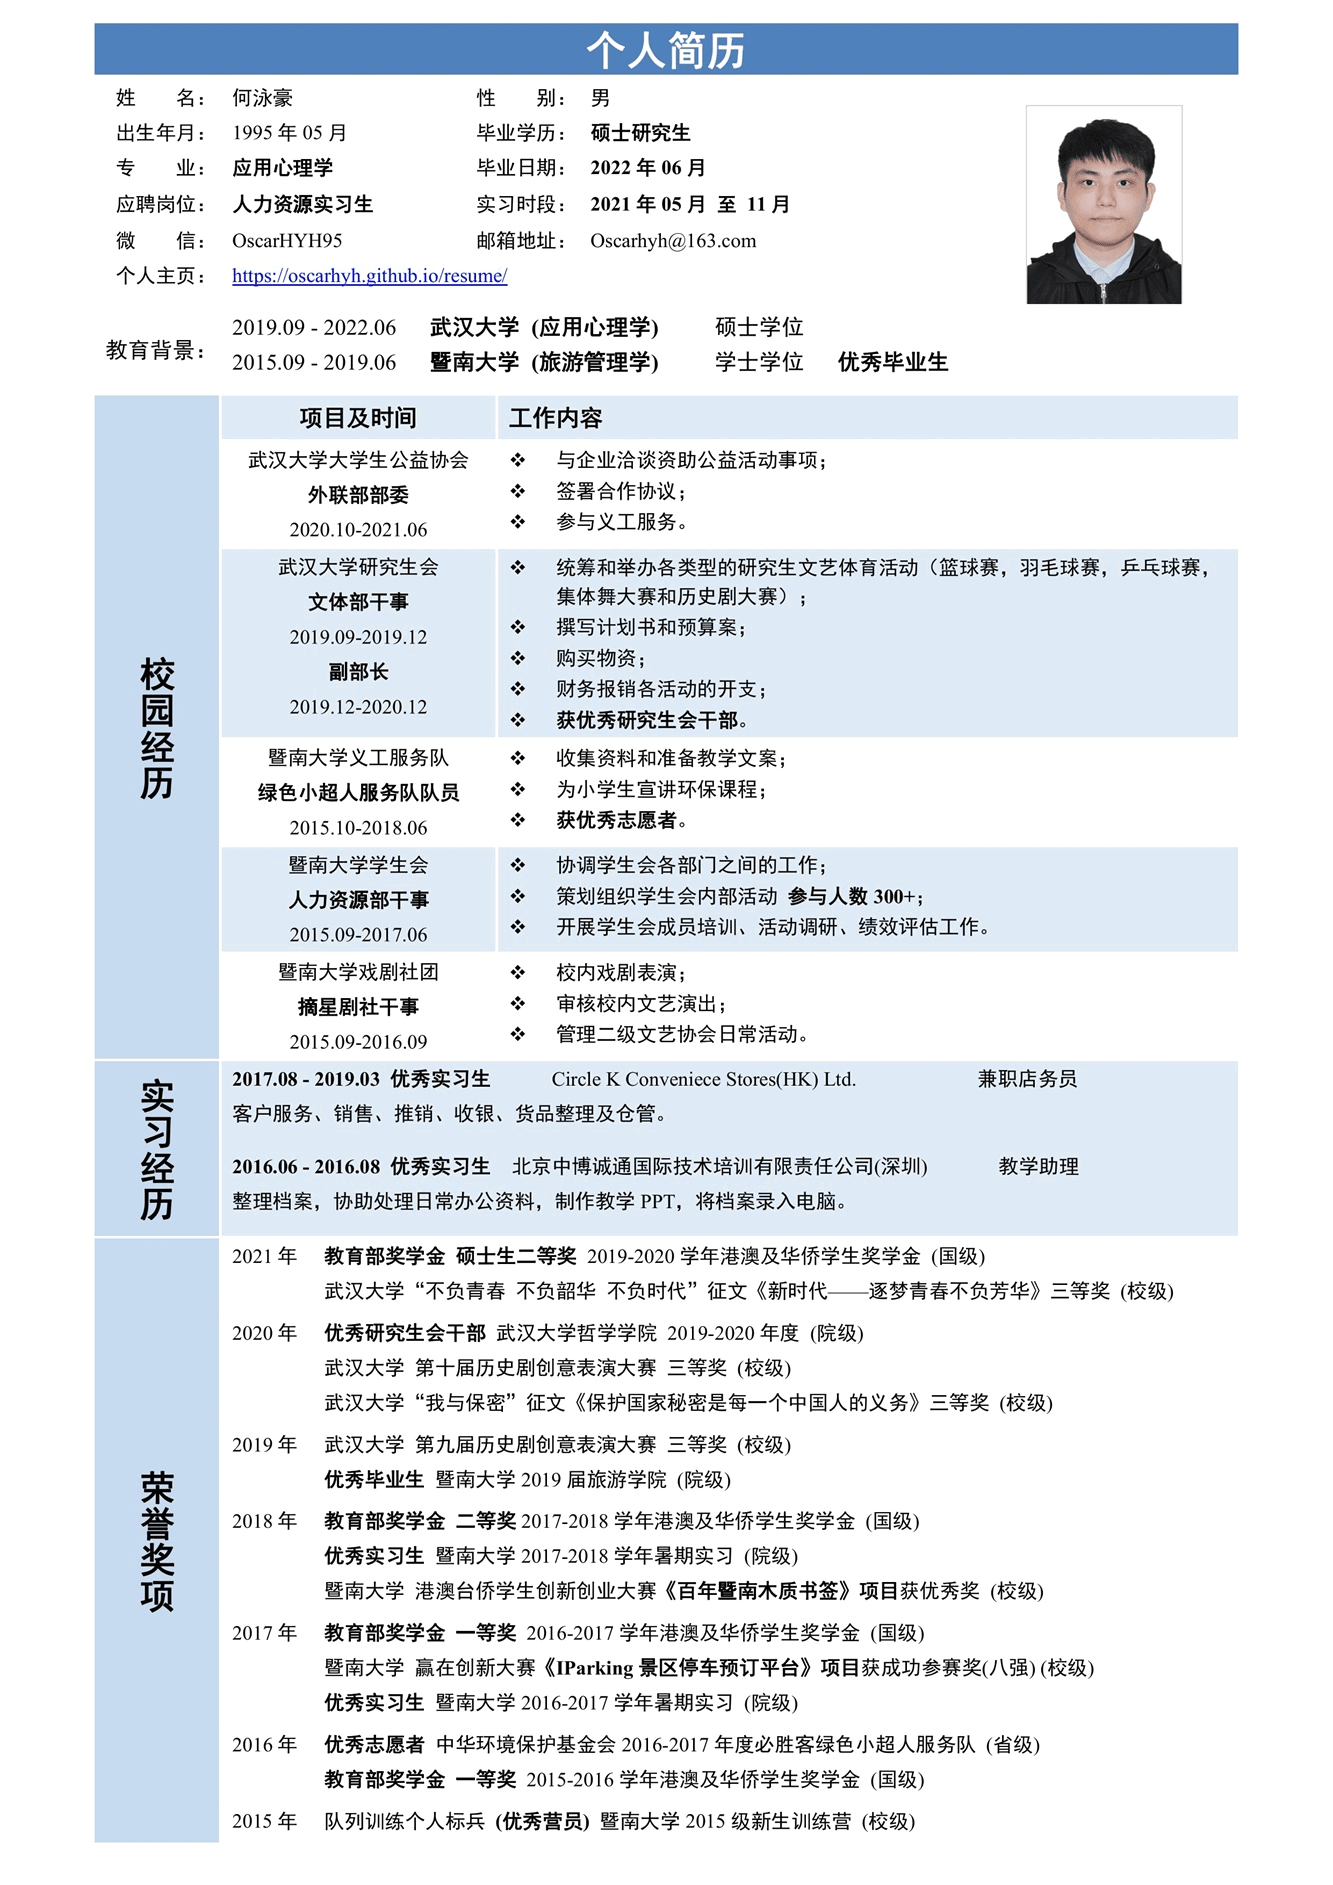 个人简历
姓　　名： 何泳豪 性　　别： 男
出生年月： 1995 年 05 月 毕业学历： 硕士研究生
专　　业： 应用心理学 毕业日期： 2022 年 06 月
应聘岗位： 人力资源实习生 实习时段： 2021 年 05 月 至 11 月
微　　信： OscarHYH95 邮箱地址： Oscarhyh@163.com
个人主页： https://oscarhyh.github.io/resume/
教育背景：
2019.09 - 2022.06 武汉大学 (应用心理学) 硕士学位
2015.09 - 2019.06 暨南大学 (旅游管理学) 学士学位 优秀毕业生
校园经历
项目及时间 工作内容
武汉大学大学生公益协会
外联部部委
2020.10-2021.06
❖ 与企业洽谈资助公益活动事项；
❖ 签署合作协议；
❖ 参与义工服务。
武汉大学研究生会
文体部干事
2019.09-2019.12
副部长
2019.12-2020.12
❖ 统筹和举办各类型的研究生文艺体育活动（篮球赛，羽毛球赛，乒乓球赛，
集体舞大赛和历史剧大赛）；
❖ 撰写计划书和预算案；
❖ 购买物资；
❖ 财务报销各活动的开支；
❖ 获优秀研究生会干部。
暨南大学义工服务队
绿色小超人服务队队员
2015.10-2018.06
❖ 收集资料和准备教学文案；
❖ 为小学生宣讲环保课程；
❖ 获优秀志愿者。
暨南大学学生会
人力资源部干事
2015.09-2017.06
❖ 协调学生会各部门之间的工作；
❖ 策划组织学生会内部活动 参与人数 300+；
❖ 开展学生会成员培训、活动调研、绩效评估工作。
暨南大学戏剧社团
摘星剧社干事
2015.09-2016.09
❖ 校内戏剧表演；
❖ 审核校内文艺演出；
❖ 管理二级文艺协会日常活动。
实习经历
2017.08 - 2019.03 优秀实习生 Circle K Conveniece Stores(HK) Ltd. 兼职店务员
客户服务、销售、推销、收银、货品整理及仓管。
2016.06 - 2016.08 优秀实习生 北京中博诚通国际技术培训有限责任公司(深圳) 教学助理
整理档案，协助处理日常办公资料，制作教学 PPT，将档案录入电脑。
荣誉奖项
2021 年 教育部奖学金 硕士生二等奖 2019-2020 学年港澳及华侨学生奖学金 (国级)
武汉大学“不负青春 不负韶华 不负时代”征文《新时代——逐梦青春不负芳华》三等奖 (校级)
2020 年 优秀研究生会干部 武汉大学哲学学院 2019-2020 年度 (院级)
武汉大学 第十届历史剧创意表演大赛 三等奖 (校级)
武汉大学“我与保密”征文《保护国家秘密是每一个中国人的义务》三等奖 (校级)
2019 年 武汉大学 第九届历史剧创意表演大赛 三等奖 (校级)
优秀毕业生 暨南大学 2019 届旅游学院 (院级)
2018 年 教育部奖学金 二等奖 2017-2018 学年港澳及华侨学生奖学金 (国级)
优秀实习生 暨南大学 2017-2018 学年暑期实习 (院级)
暨南大学 港澳台侨学生创新创业大赛《百年暨南木质书签》项目获优秀奖 (校级)
2017 年 教育部奖学金 一等奖 2016-2017 学年港澳及华侨学生奖学金 (国级)
暨南大学 赢在创新大赛《IParking 景区停车预订平台》项目获成功参赛奖(八强) (校级)
优秀实习生 暨南大学 2016-2017 学年暑期实习 (院级)
2016 年 优秀志愿者 中华环境保护基金会 2016-2017 年度必胜客绿色小超人服务队 (省级)
教育部奖学金 一等奖 2015-2016 学年港澳及华侨学生奖学金 (国级)
2015 年 队列训练个人标兵 (优秀营员) 暨南大学 2015 级新生训练营 (校级)